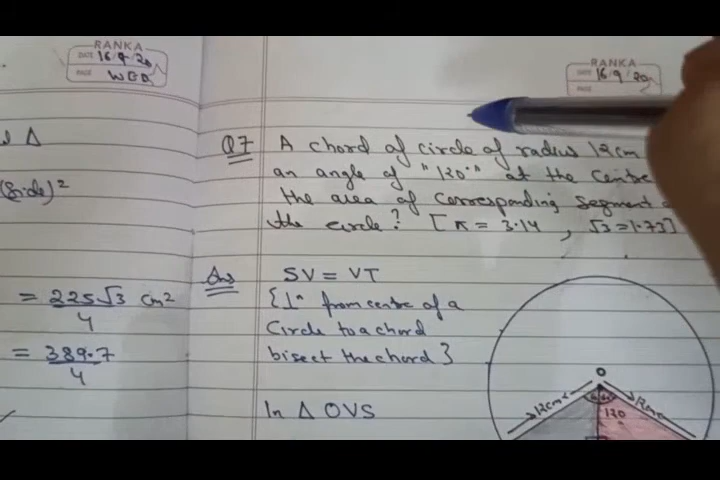 RANKA
DATE 16/9/20
PAGE WED
Δ
(Side)²
= 225√3 cm²
4
= 389.7
4
RANKA
DATE 16/9/20
PAGE
Q7 A chord of circle of radius 12cm
an angle of "120°" at the centre
the area of corresponding segment
the circle? [π = 3.14 , √3 = 1.73]
Ans SV = VT
{⊥ⁿ from centre of a
Circle to a chord
bisect the chord}
In Δ OVS
O
12cm
12cm
120